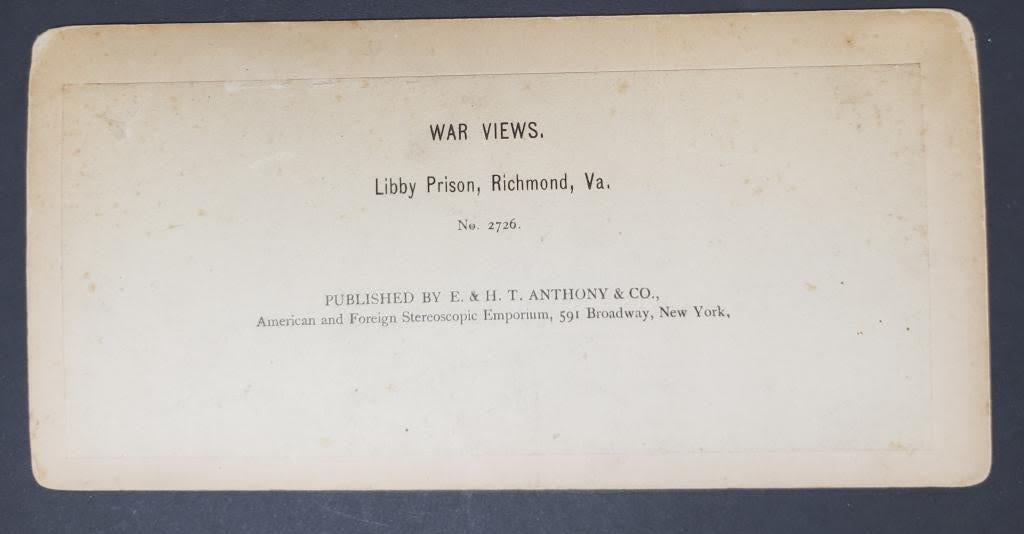 WAR VIEWS.
Libby Prison, Richmond, Va.
No. 2726.
PUBLISHED BY E. & H. T. ANTHONY & CO.,
American and Foreign Stereoscopic Emporium, 591 Broadway, New York,